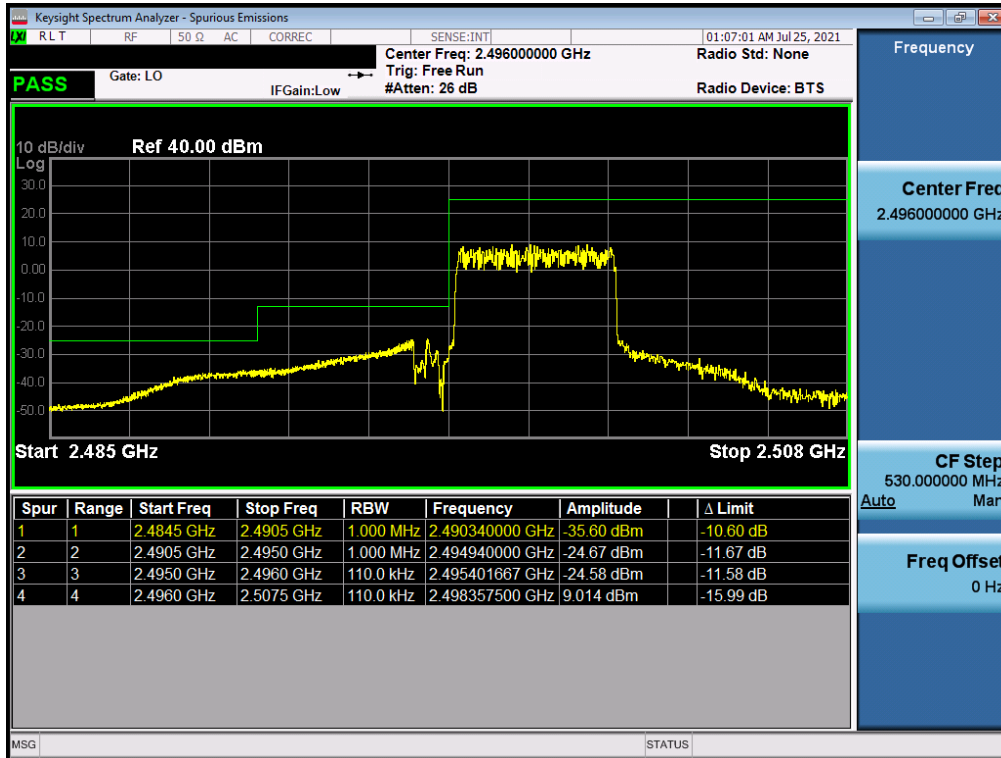 Keysight Spectrum Analyzer - Spurious Emissions
LXI RLT RF 50 Ω AC CORREC SENSE:INT 01:07:01 AM Jul 25, 2021
Center Freq: 2.496000000 GHz Radio Std: None
PASS Gate: LO Trig: Free Run
IFGain:Low #Atten: 26 dB Radio Device: BTS
10 dB/div Ref 40.00 dBm
Log
30.0
20.0
10.0
0.00
-10.0
-20.0
-30.0
-40.0
-50.0
Start 2.485 GHz Stop 2.508 GHz
Spur Range Start Freq Stop Freq RBW Frequency Amplitude Δ Limit
1 1 2.4845 GHz 2.4905 GHz 1.000 MHz 2.490340000 GHz -35.60 dBm -10.60 dB
2 2 2.4905 GHz 2.4950 GHz 1.000 MHz 2.494940000 GHz -24.67 dBm -11.67 dB
3 3 2.4950 GHz 2.4960 GHz 110.0 kHz 2.495401667 GHz -24.58 dBm -11.58 dB
4 4 2.4960 GHz 2.5075 GHz 110.0 kHz 2.498357500 GHz 9.014 dBm -15.99 dB
MSG STATUS
Frequency
Center Freq
2.496000000 GHz
CF Step
530.000000 MHz
Auto Man
Freq Offset
0 Hz